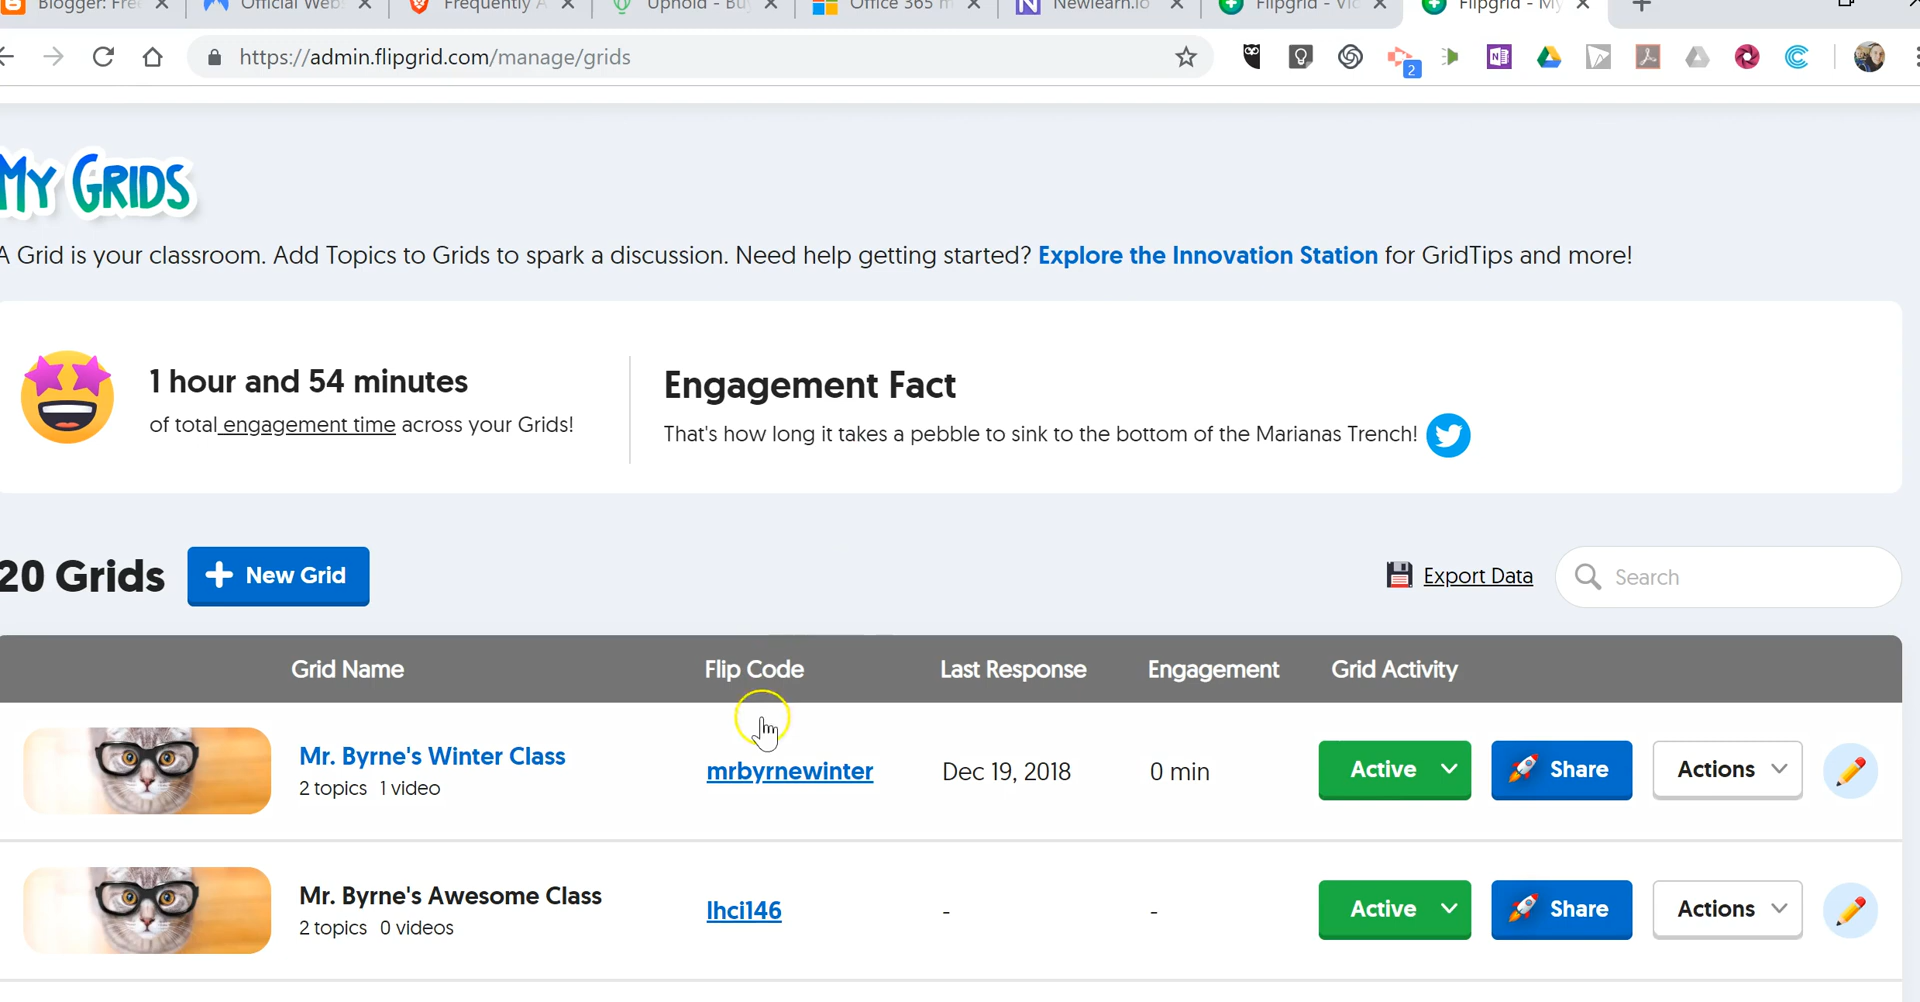 Blogger: Fre
Official Web
Frequently A
Uphold - Bu
Office 365 m
Newlearn.io
Flipgrid - Vid
Flipgrid - My
https://admin.flipgrid.com/manage/grids
2
My Grids
A Grid is your classroom. Add Topics to Grids to spark a discussion. Need help getting started? Explore the Innovation Station for GridTips and more!
1 hour and 54 minutes
of total engagement time across your Grids!
Engagement Fact
That's how long it takes a pebble to sink to the bottom of the Marianas Trench!
20 Grids
+ New Grid
Export Data
Search
Grid Name Flip Code Last Response Engagement Grid Activity
Mr. Byrne's Winter Class
2 topics 1 video
mrbyrnewinter
Dec 19, 2018
0 min
Active
Share
Actions
Mr. Byrne's Awesome Class
2 topics 0 videos
lhci146
-
-
Active
Share
Actions